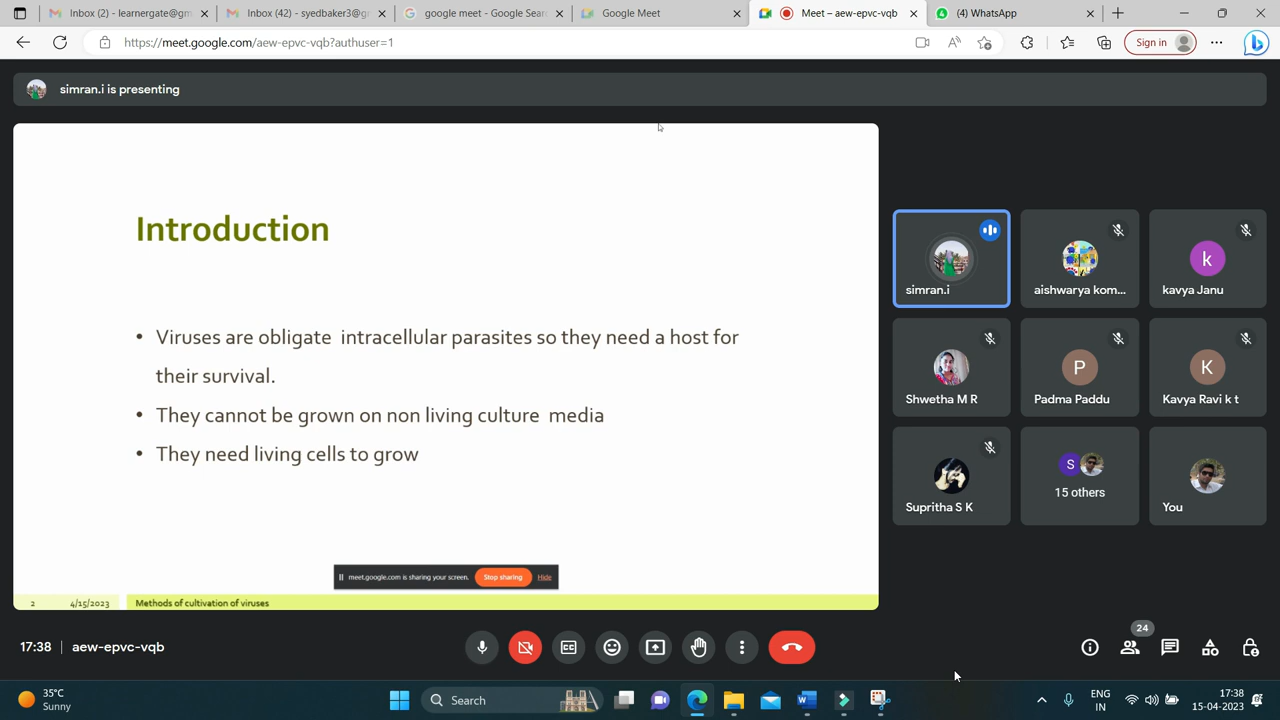 Inbox (2) - learnergate@gm
Inbox (42) - syedbaker3@gr
google meet - Google Sear
Google Meet
Meet – aew-epvc-vqb
(4) WhatsApp
https://meet.google.com/aew-epvc-vqb?authuser=1
Sign in
simran.i is presenting
Introduction
• Viruses are obligate intracellular parasites so they need a host for
their survival.
• They cannot be grown on non living culture media
• They need living cells to grow
meet.google.com is sharing your screen.
Stop sharing
Hide
2
4/15/2023
Methods of cultivation of viruses
simran.i
aishwarya kom...
k
kavya Janu
Shwetha M R
P
Padma Paddu
K
Kavya Ravi k t
Supritha S K
S
15 others
You
17:38 | aew-epvc-vqb
24
35°C
Sunny
Search
ENG
IN
17:38
15-04-2023